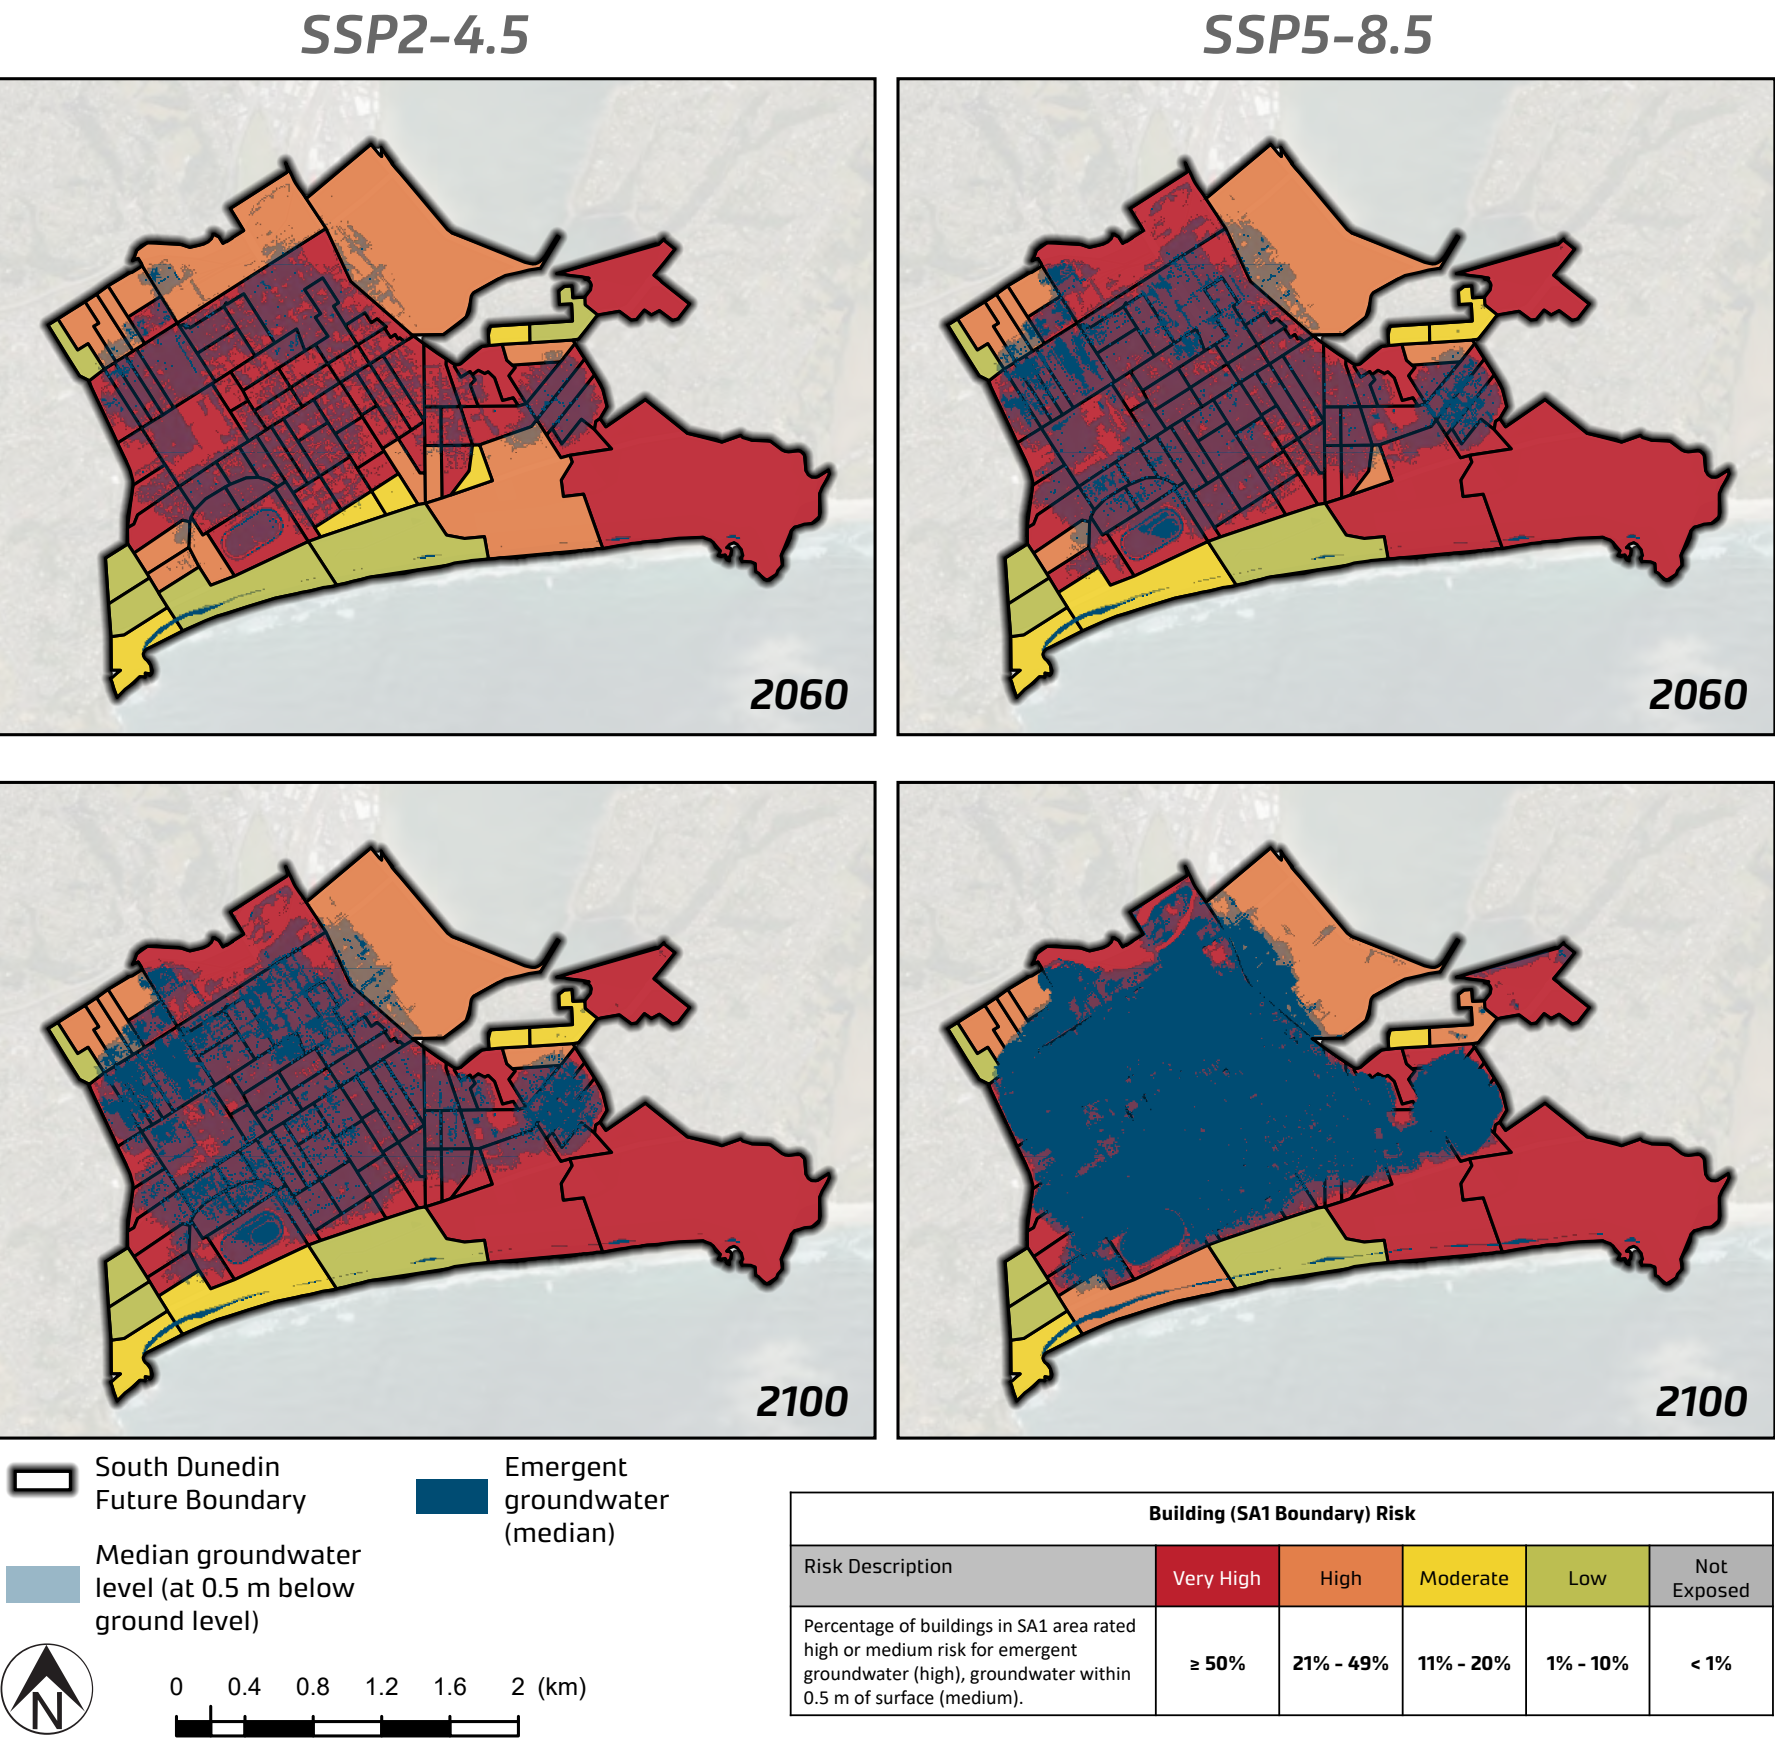 SSP2-4.5
SSP5-8.5
2060
2060
2100
2100
South Dunedin
Future Boundary
Emergent
groundwater
(median)
Median groundwater
level (at 0.5 m below
ground level)
N
0 0.4 0.8 1.2 1.6 2 (km)
Building (SA1 Boundary) Risk
Risk Description
Very High
High
Moderate
Low
Not
Exposed
Percentage of buildings in SA1 area rated
high or medium risk for emergent
groundwater (high), groundwater within
0.5 m of surface (medium).
≥ 50%
21% - 49%
11% - 20%
1% - 10%
< 1%